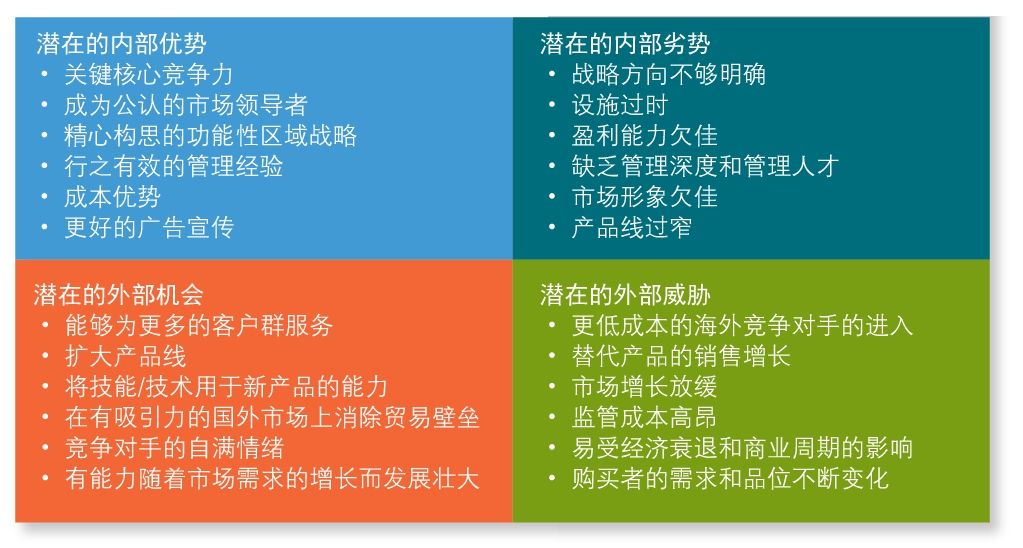 潜在的内部优势
• 关键核心竞争力
• 成为公认的市场领导者
• 精心构思的功能性区域战略
• 行之有效的管理经验
• 成本优势
• 更好的广告宣传
潜在的内部劣势
• 战略方向不够明确
• 设施过时
• 盈利能力欠佳
• 缺乏管理深度和管理人才
• 市场形象欠佳
• 产品线过窄
潜在的外部机会
• 能够为更多的客户群服务
• 扩大产品线
• 将技能/技术用于新产品的能力
• 在有吸引力的国外市场上消除贸易壁垒
• 竞争对手的自满情绪
• 有能力随着市场需求的增长而发展壮大
潜在的外部威胁
• 更低成本的海外竞争对手的进入
• 替代产品的销售增长
• 市场增长放缓
• 监管成本高昂
• 易受经济衰退和商业周期的影响
• 购买者的需求和品位不断变化